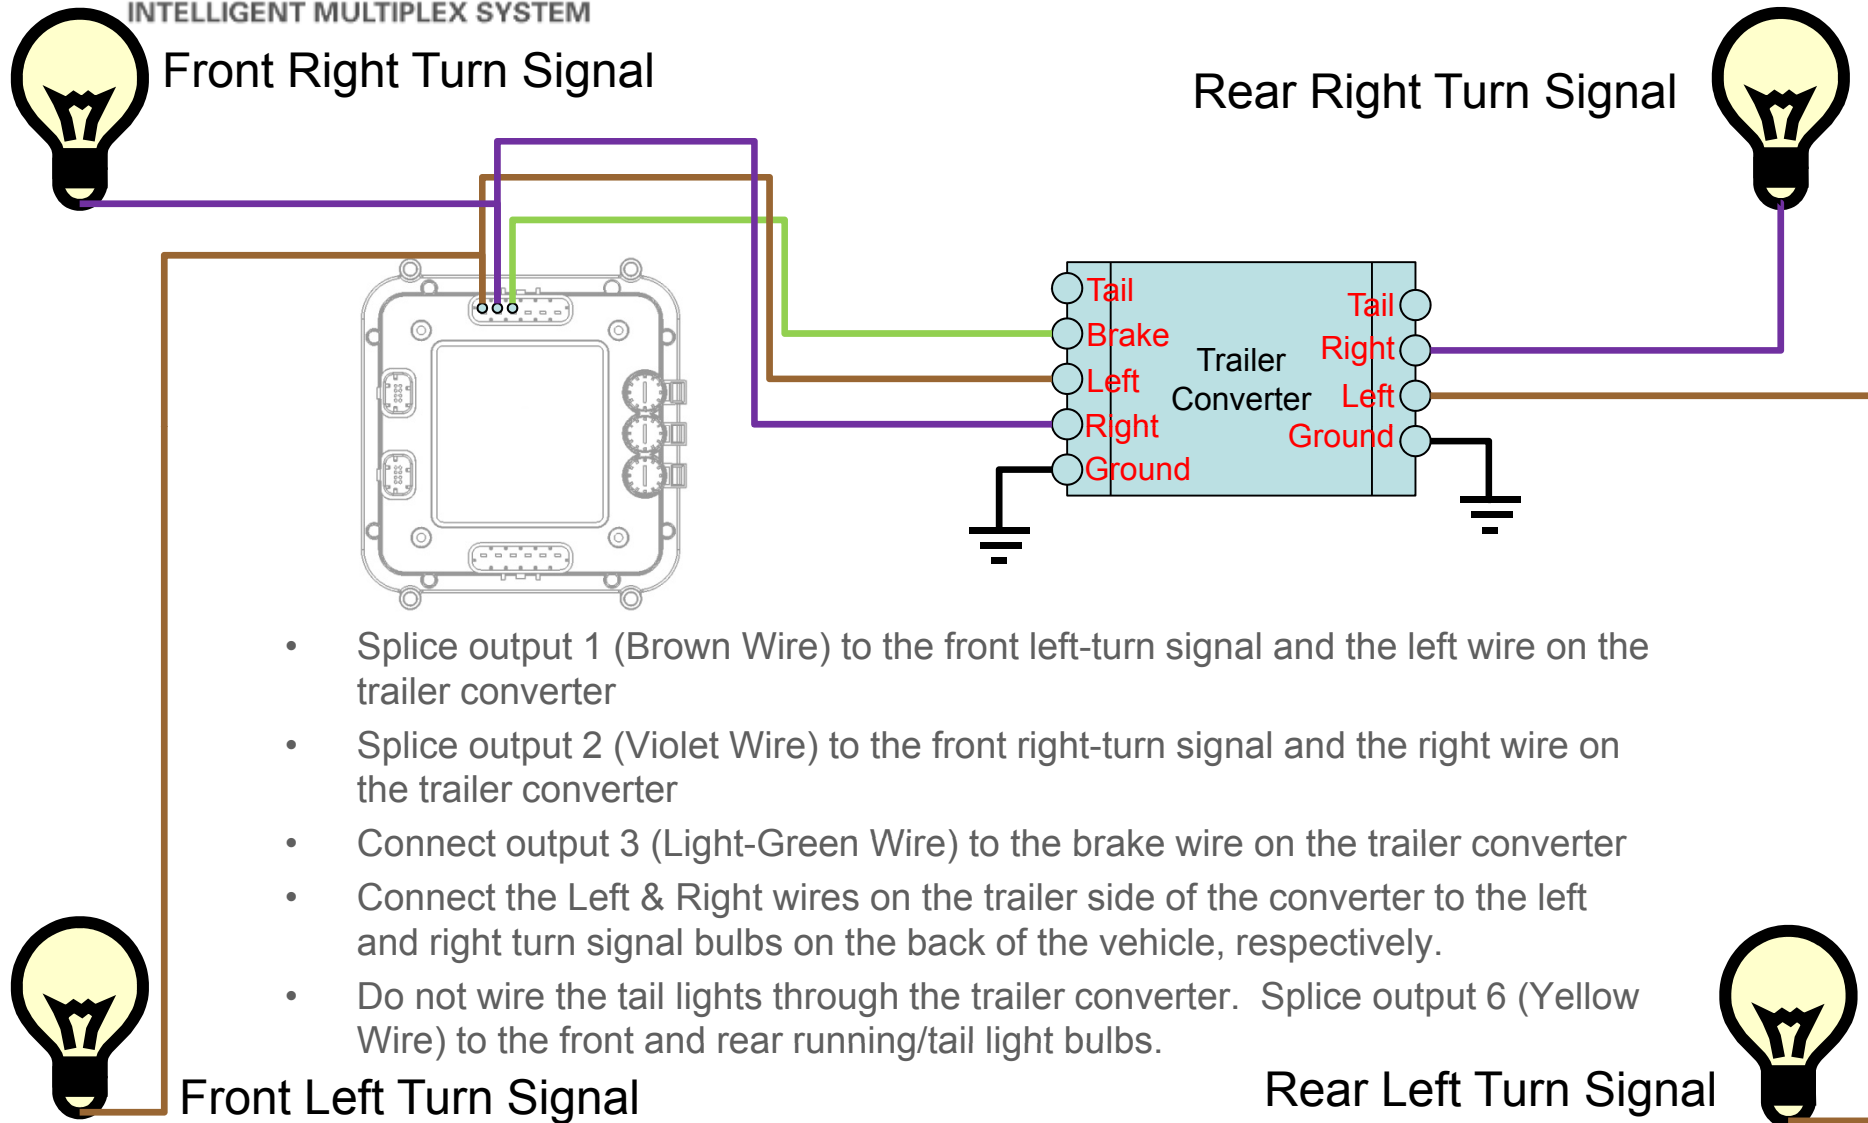 INTELLIGENT MULTIPLEX SYSTEM
Front Right Turn Signal
Rear Right Turn Signal
Tail
Brake
Left
Right
Ground
Trailer
Converter
Tail
Right
Left
Ground
• Splice output 1 (Brown Wire) to the front left-turn signal and the left wire on the
trailer converter
• Splice output 2 (Violet Wire) to the front right-turn signal and the right wire on
the trailer converter
• Connect output 3 (Light-Green Wire) to the brake wire on the trailer converter
• Connect the Left & Right wires on the trailer side of the converter to the left
and right turn signal bulbs on the back of the vehicle, respectively.
• Do not wire the tail lights through the trailer converter.  Splice output 6 (Yellow
Wire) to the front and rear running/tail light bulbs.
Front Left Turn Signal
Rear Left Turn Signal